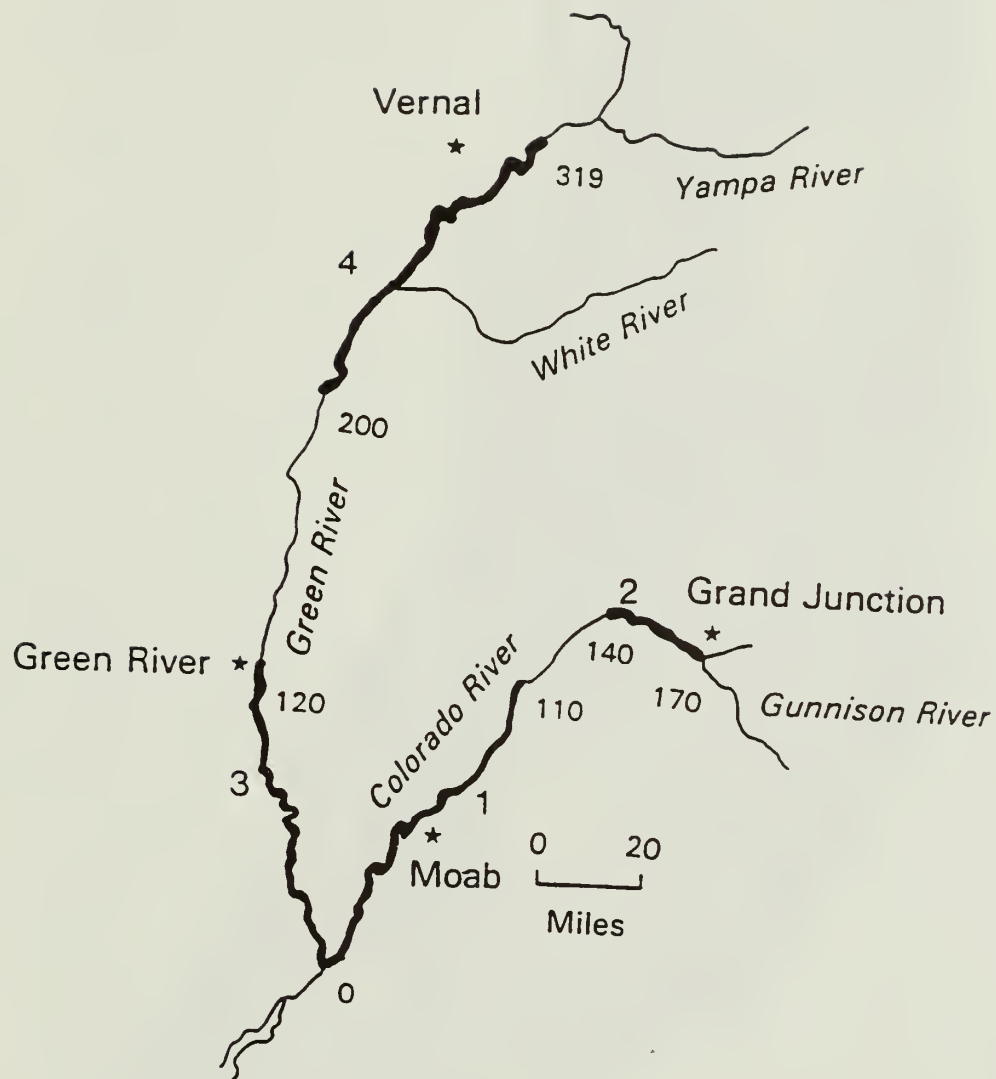 Vernal
319
Yampa River
4
White River
200
Green River
2
Grand Junction
Green River
140
120
Colorado River
110
170
Gunnison River
3
1
0 20
Moab
Miles
0